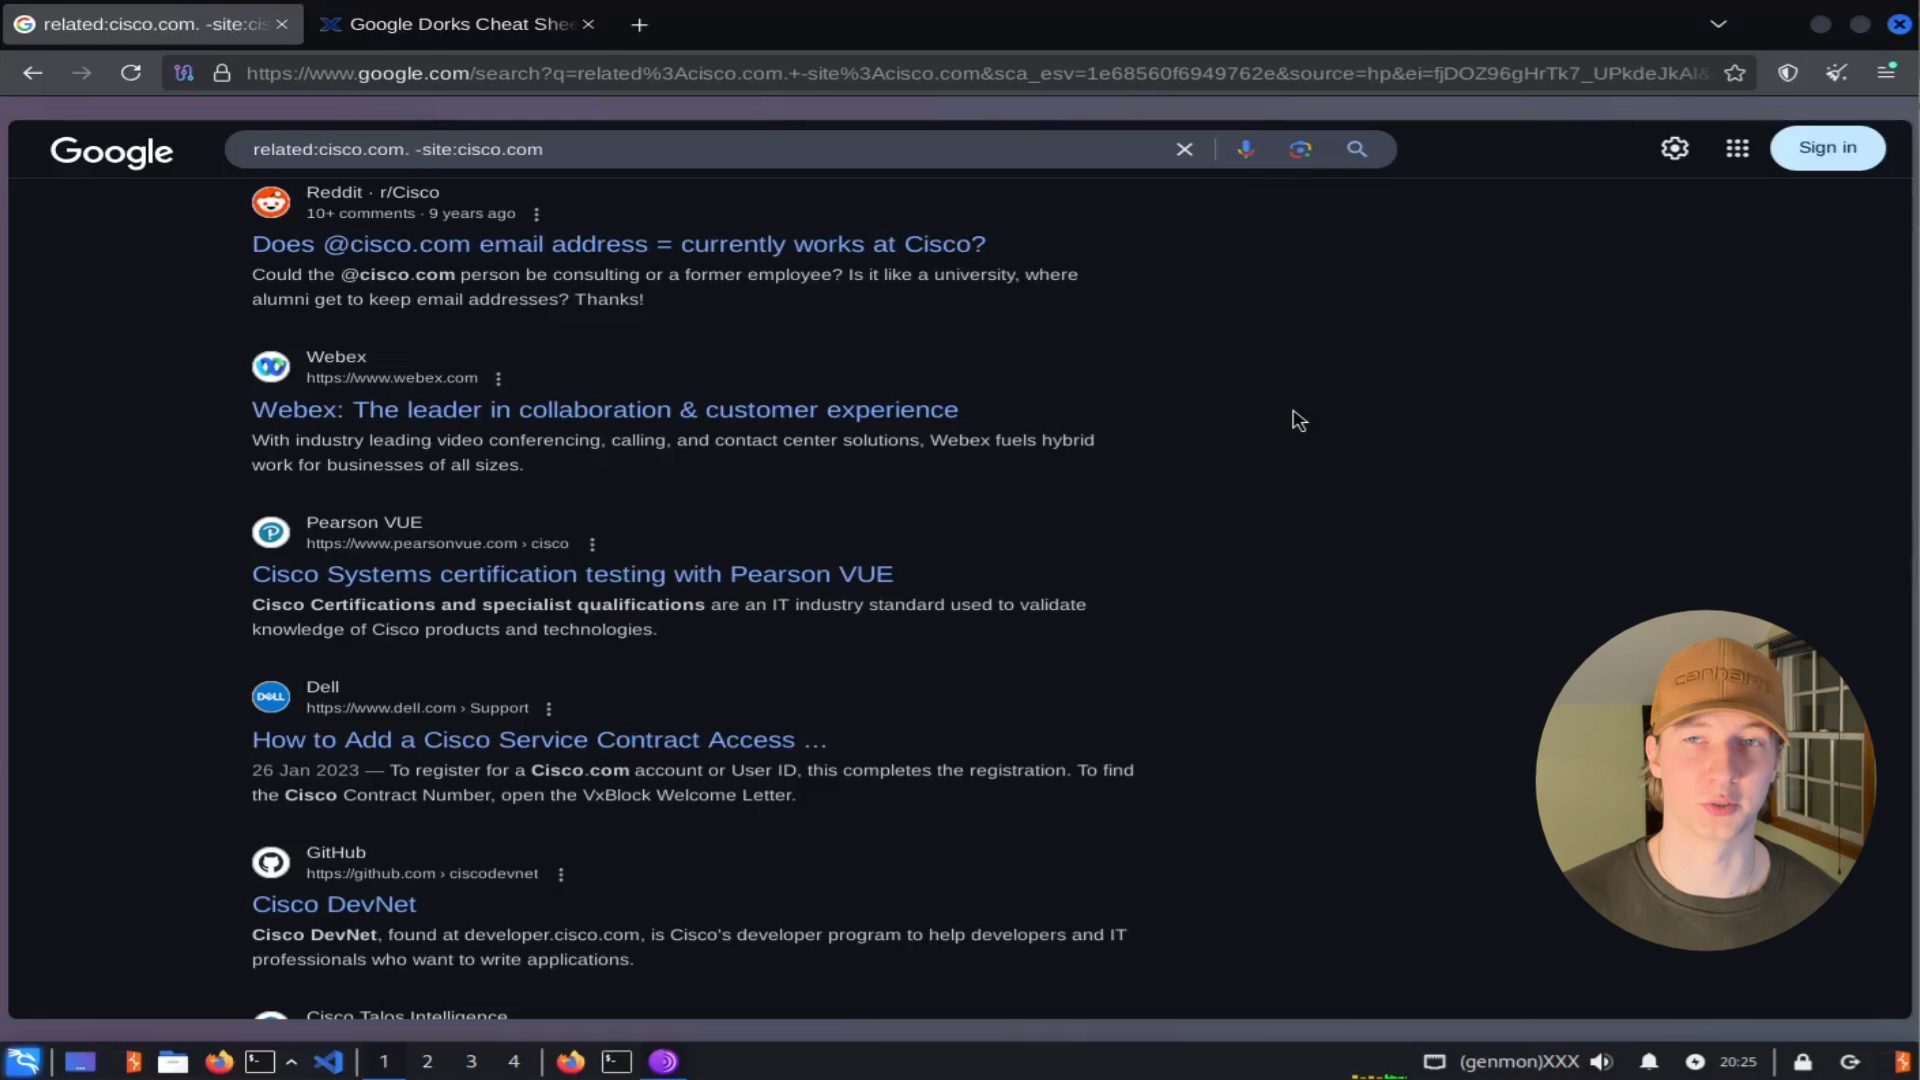 related:cisco.com. -site:cis
Google Dorks Cheat Shee
https://www.google.com/search?q=related%3Acisco.com.+-site%3Acisco.com&sca_esv=1e68560f6949762e&source=hp&ei=fjDOZ96gHrTk7_UPkdeJkAI&
Google
related:cisco.com. -site:cisco.com
Sign in
Reddit · r/Cisco
10+ comments · 9 years ago
Does @cisco.com email address = currently works at Cisco?
Could the @cisco.com person be consulting or a former employee? Is it like a university, where
alumni get to keep email addresses? Thanks!
Webex
https://www.webex.com
Webex: The leader in collaboration & customer experience
With industry leading video conferencing, calling, and contact center solutions, Webex fuels hybrid
work for businesses of all sizes.
Pearson VUE
https://www.pearsonvue.com › cisco
Cisco Systems certification testing with Pearson VUE
Cisco Certifications and specialist qualifications are an IT industry standard used to validate
knowledge of Cisco products and technologies.
DELL
Dell
https://www.dell.com › Support
How to Add a Cisco Service Contract Access ...
26 Jan 2023 — To register for a Cisco.com account or User ID, this completes the registration. To find
the Cisco Contract Number, open the VxBlock Welcome Letter.
GitHub
https://github.com › ciscodevnet
Cisco DevNet
Cisco DevNet, found at developer.cisco.com, is Cisco's developer program to help developers and IT
professionals who want to write applications.
Cisco Talos Intelligence
carhartt
1 2 3 4
(genmon)XXX
20:25